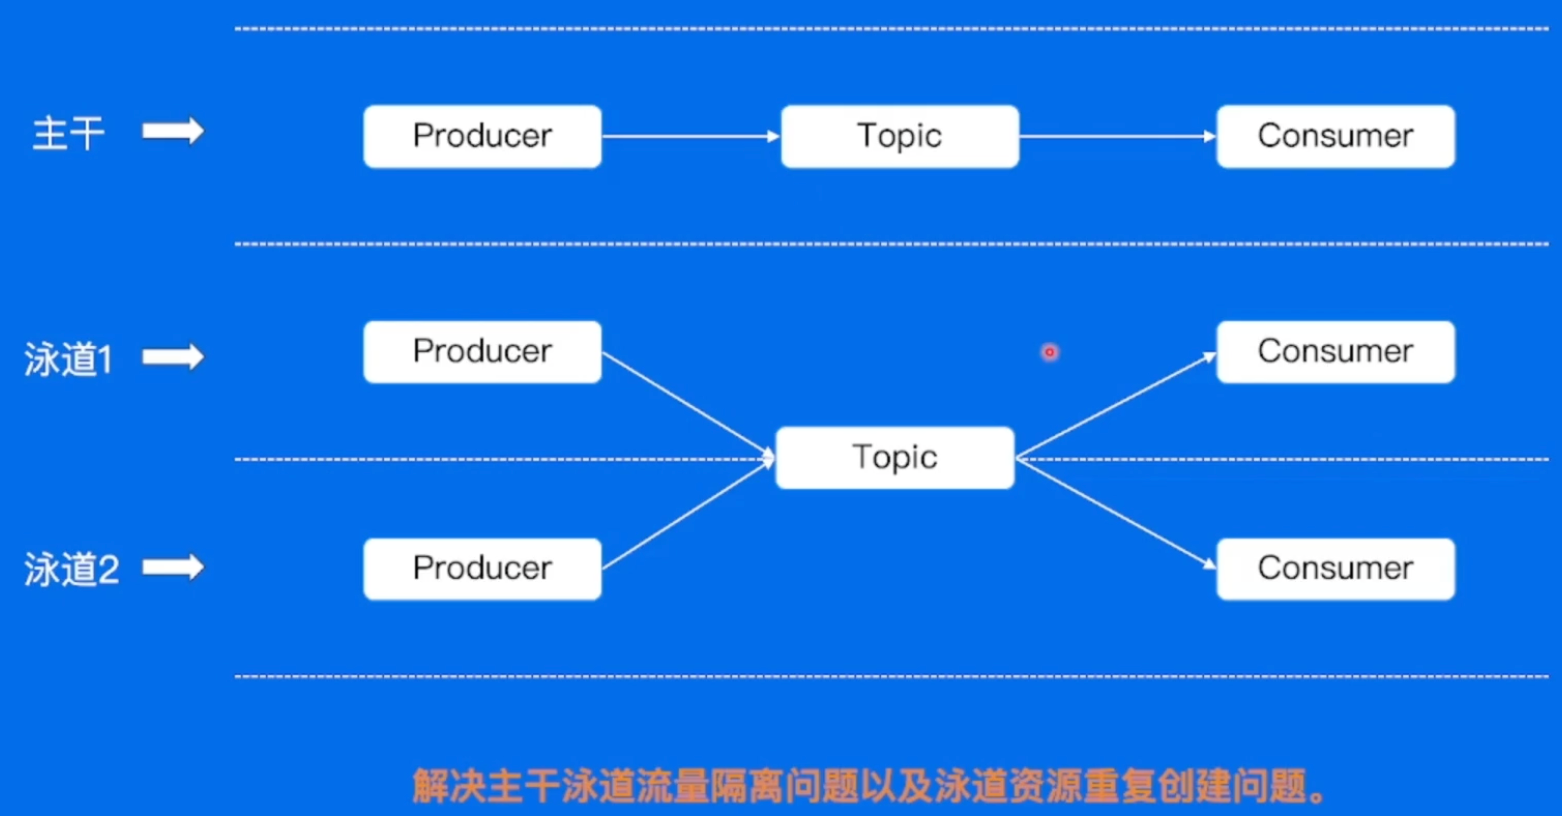 主干
Producer
Topic
Consumer
泳道1
Producer
Consumer
Topic
泳道2
Producer
Consumer
解决主干泳道流量隔离问题以及泳道资源重复创建问题。